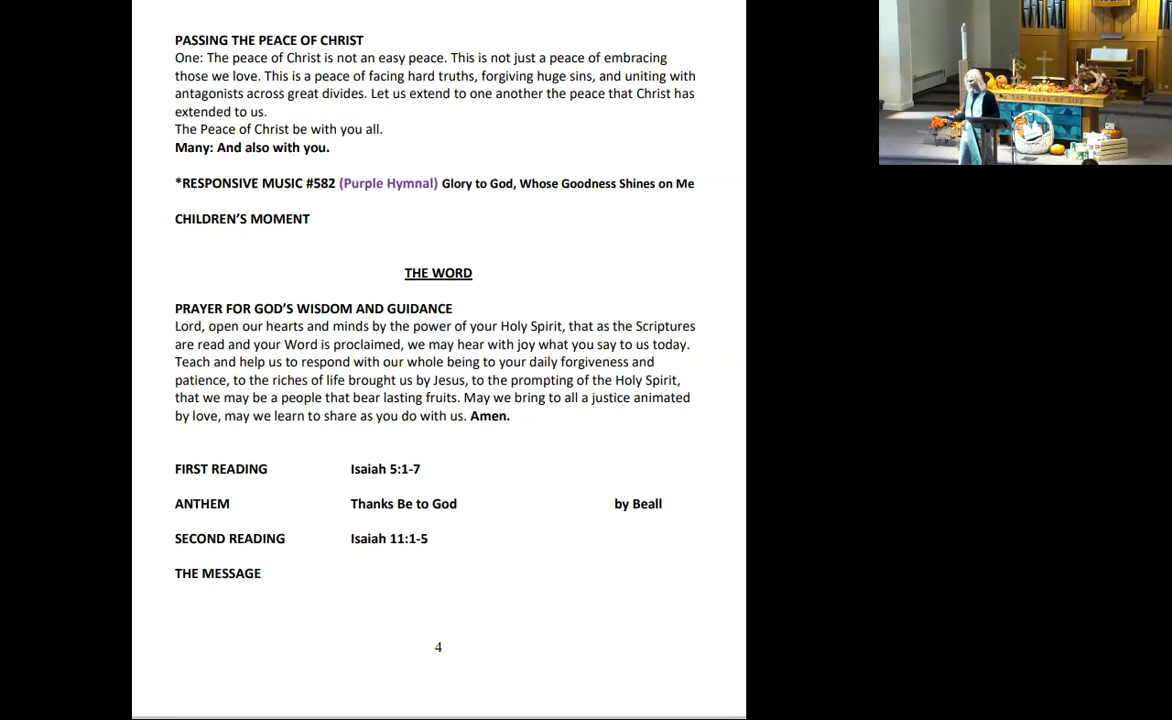 PASSING THE PEACE OF CHRIST
One: The peace of Christ is not an easy peace. This is not just a peace of embracing
those we love. This is a peace of facing hard truths, forgiving huge sins, and uniting with
antagonists across great divides. Let us extend to one another the peace that Christ has
extended to us.
The Peace of Christ be with you all.
Many: And also with you.
*RESPONSIVE MUSIC #582 (Purple Hymnal) Glory to God, Whose Goodness Shines on Me
CHILDREN’S MOMENT
THE WORD
PRAYER FOR GOD’S WISDOM AND GUIDANCE
Lord, open our hearts and minds by the power of your Holy Spirit, that as the Scriptures
are read and your Word is proclaimed, we may hear with joy what you say to us today.
Teach and help us to respond with our whole being to your daily forgiveness and
patience, to the riches of life brought us by Jesus, to the prompting of the Holy Spirit,
that we may be a people that bear lasting fruits. May we bring to all a justice animated
by love, may we learn to share as you do with us. Amen.
FIRST READING Isaiah 5:1-7
ANTHEM Thanks Be to God by Beall
SECOND READING Isaiah 11:1-5
THE MESSAGE
4
THE BREAD OF LIFE